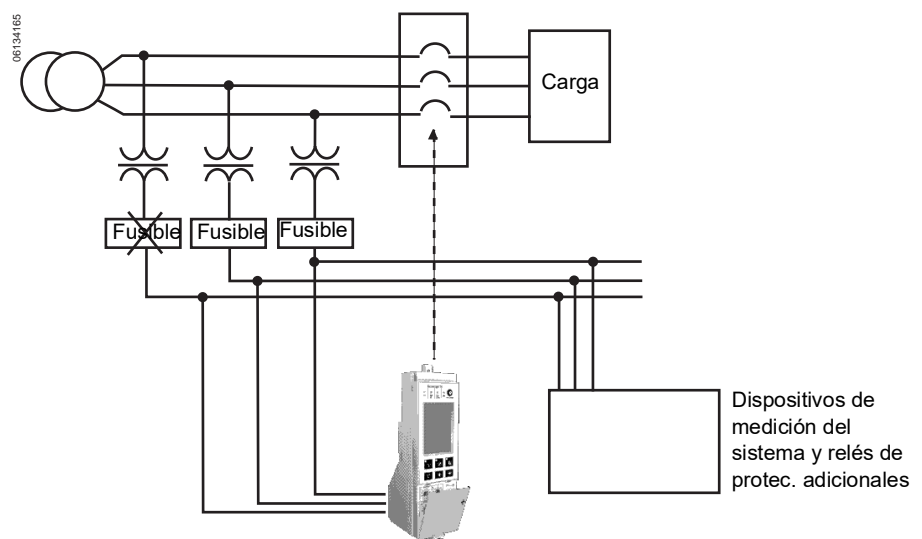 06134165
Carga
Fusible
Fusible
Fusible
Dispositivos de
medición del
sistema y relés de
protec. adicionales